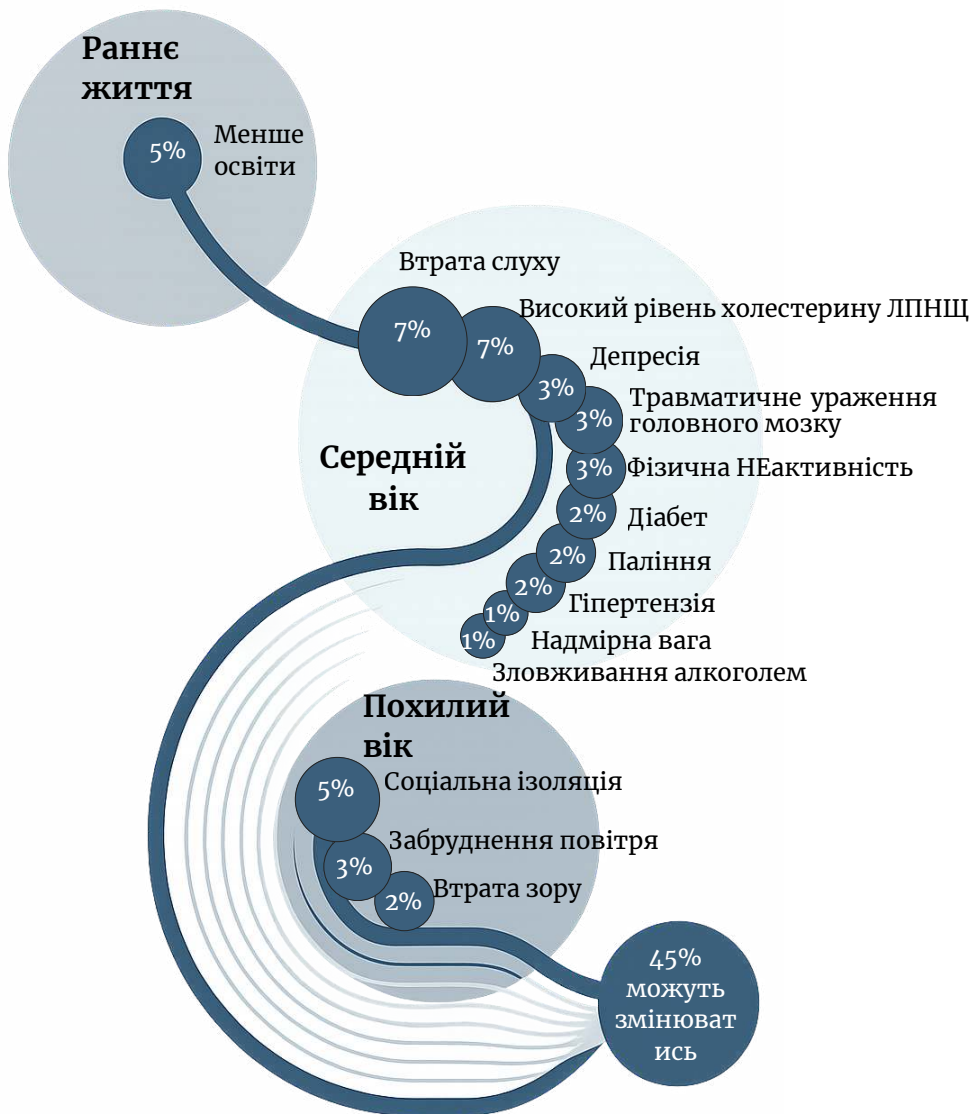 Раннє
життя
5%
Менше
освіти
Втрата слуху
7%
Високий рівень холестерину ЛПНЩ
7%
Депресія
3%
Травматичне ураження
головного мозку
3%
Середній
вік
Фізична НЕактивність
3%
Діабет
2%
Паління
2%
Гіпертензія
2%
Надмірна вага
1%
Зловживання алкоголем
1%
Похилий
вік
Соціальна ізоляція
5%
Забруднення повітря
3%
Втрата зору
2%
45%
можуть
змінюват
ись